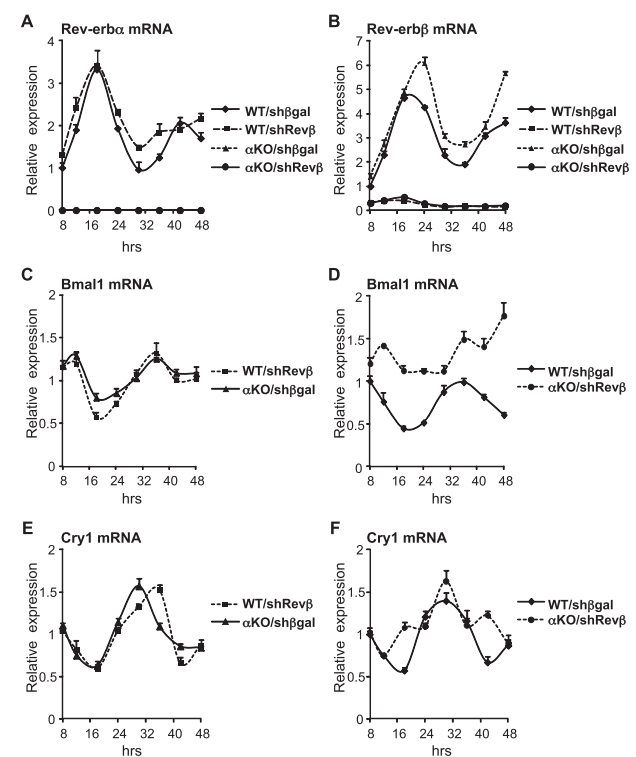 A
Rev-erbα mRNA
Relative expression
4
3
2
1
0
8 16 24 32 40 48
hrs
WT/shβgal
WT/shRevβ
αKO/shβgal
αKO/shRevβ
B
Rev-erbβ mRNA
Relative expression
7
6
5
4
3
2
1
0
8 16 24 32 40 48
hrs
WT/shβgal
WT/shRevβ
αKO/shβgal
αKO/shRevβ
C
Bmal1 mRNA
Relative expression
2
1.5
1
0.5
0
8 16 24 32 40 48
hrs
WT/shRevβ
αKO/shβgal
D
Bmal1 mRNA
Relative expression
2
1.5
1
0.5
0
8 16 24 32 40 48
hrs
WT/shβgal
αKO/shRevβ
E
Cry1 mRNA
Relative expression
2
1.5
1
0.5
0
8 16 24 32 40 48
hrs
WT/shRevβ
αKO/shβgal
F
Cry1 mRNA
Relative expression
2
1.5
1
0.5
0
8 16 24 32 40 48
hrs
WT/shβgal
αKO/shRevβ